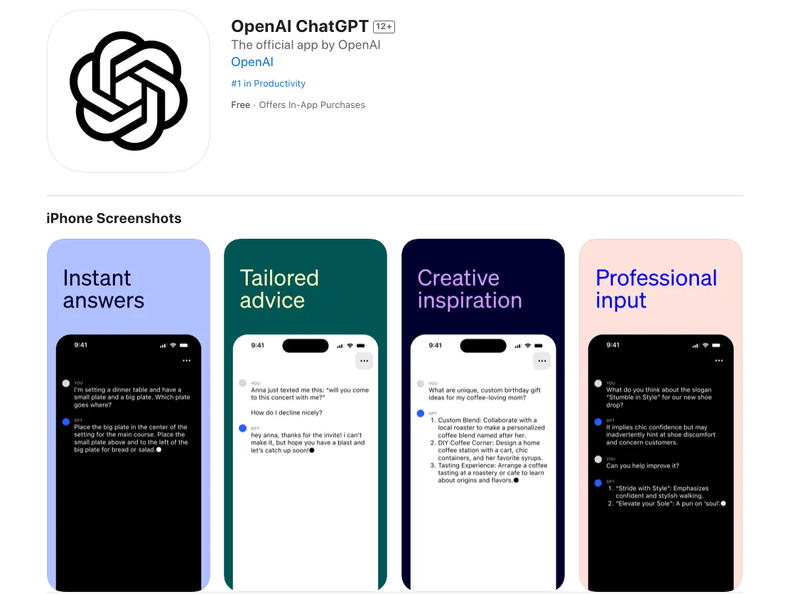 OpenAI ChatGPT 12+
The official app by OpenAI
OpenAI
#1 in Productivity
Free · Offers In-App Purchases
iPhone Screenshots
Instant
answers
9:41
YOU
I'm setting a dinner table and have a
small plate and a big plate. Which plate
goes where?
GPT
Place the big plate in the center of the
setting for the main course. Place the
small plate above and to the left of the
big plate for bread or salad.
Tailored
advice
9:41
YOU
Anna just texted me this: "will you come
to this concert with me?"
How do I decline nicely?
GPT
hey anna, thanks for the invite! i can't
make it, but hope you have a blast and
let's catch up soon!
Creative
inspiration
9:41
YOU
What are unique, custom birthday gift
ideas for my coffee-loving mom?
GPT
1. Custom Blend: Collaborate with a
local roaster to make a personalized
coffee blend named after her.
2. DIY Coffee Corner: Design a home
coffee station with a cart, chic
containers, and her favorite syrups.
3. Tasting Experience: Arrange a coffee
tasting at a roastery or cafe to learn
about origins and flavors.
Professional
input
9:41
YOU
What do you think about the slogan
"Stumble in Style" for our new shoe
drop?
GPT
It implies chic confidence but may
inadvertently hint at shoe discomfort
and concern customers.
YOU
Can you help improve it?
GPT
1. "Stride with Style": Emphasizes
confident and stylish walking.
2. "Elevate your Sole": A pun on 'soul'